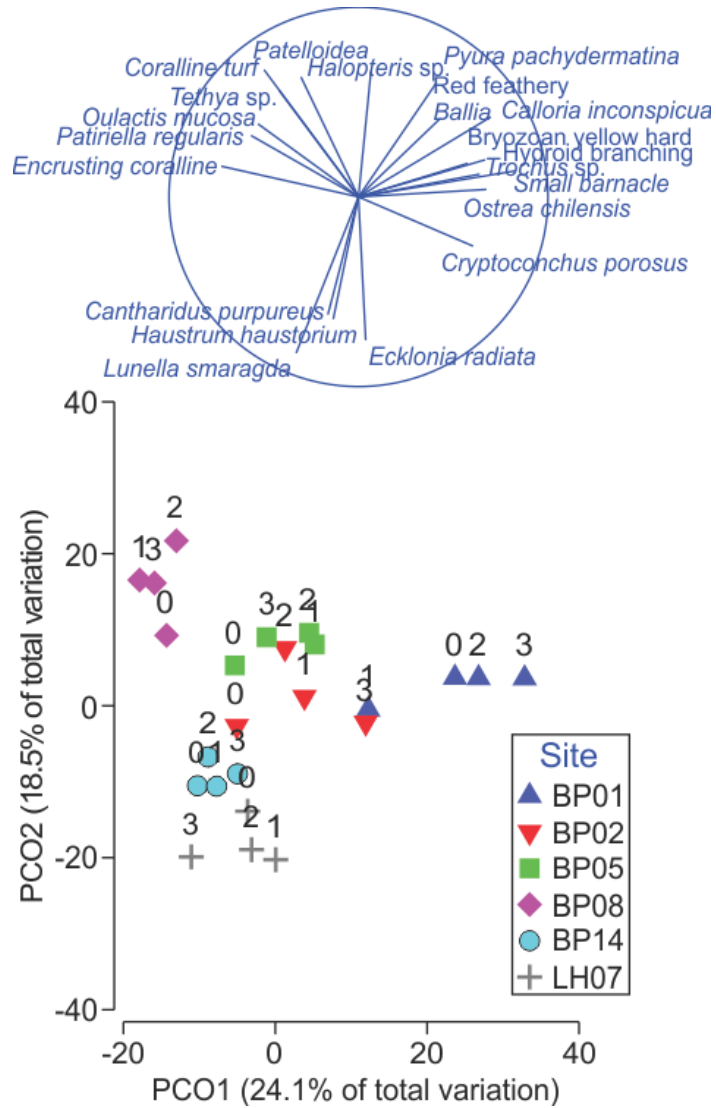 Patelloidea
Pyura pachydermatina
Coralline turf
Halopteris sp.
Red feathery
Tethya sp.
Ballia
Calloria inconspicua
Oulactis mucosa
Patiriella regularis
Bryozoan yellow hard
Hydroid branching
Encrusting coralline
Trochus sp.
Small barnacle
Ostrea chilensis
Cryptoconchus porosus
Cantharidus purpureus
Haustrum haustorium
Ecklonia radiata
Lunella smaragda
40
2
20
1 3
0
3 2 1
2
0
0 2 3
1
1
0
3
0
2
3
0 1
0
2
3
1
-20
-40
PCO2 (18.5% of total variation)
Site
BP01
BP02
BP05
BP08
BP14
LH07
-20 0 20 40
PCO1 (24.1% of total variation)